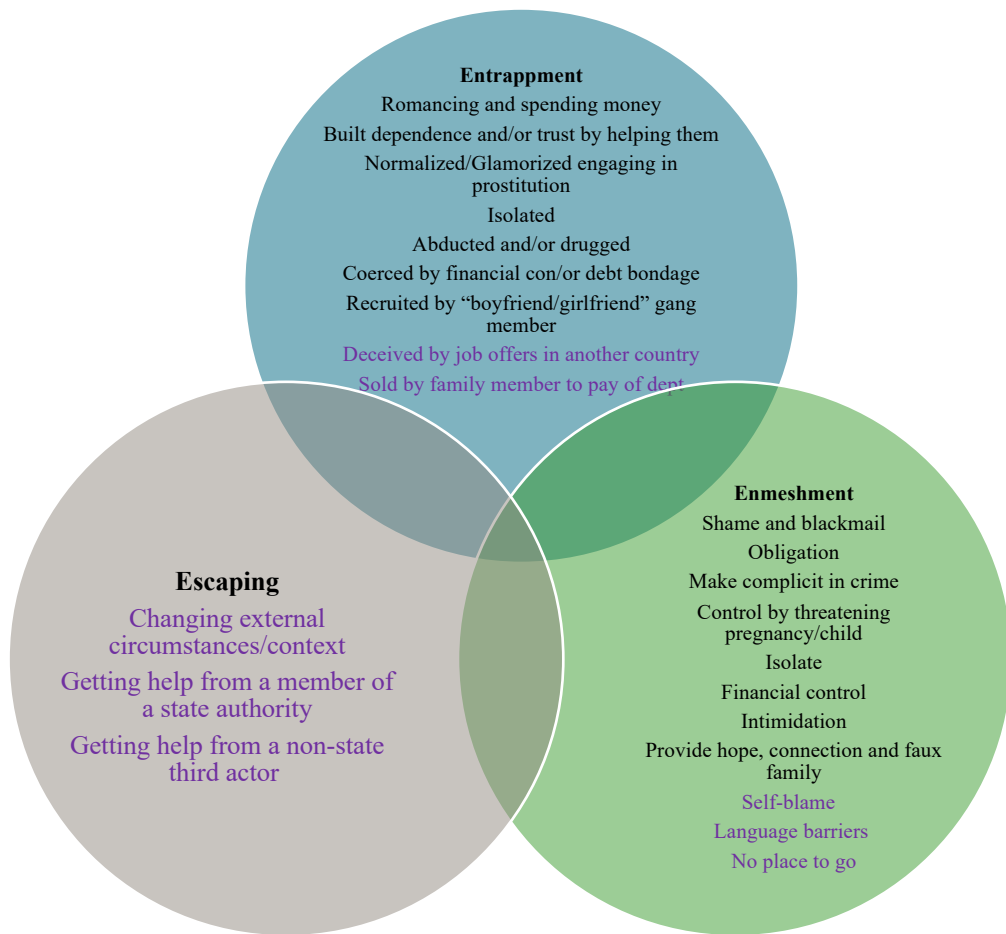 Entrappment
Romancing and spending money
Built dependence and/or trust by helping them
Normalized/Glamorized engaging in
prostitution
Isolated
Abducted and/or drugged
Coerced by financial con/or debt bondage
Recruited by “boyfriend/girlfriend” gang
member
Deceived by job offers in another country
Sold by family member to pay of dept
Enmeshment
Shame and blackmail
Obligation
Make complicit in crime
Control by threatening
pregnancy/child
Isolate
Financial control
Intimidation
Provide hope, connection and faux
family
Self-blame
Language barriers
No place to go
Escaping
Changing external
circumstances/context
Getting help from a member of
a state authority
Getting help from a non-state
third actor